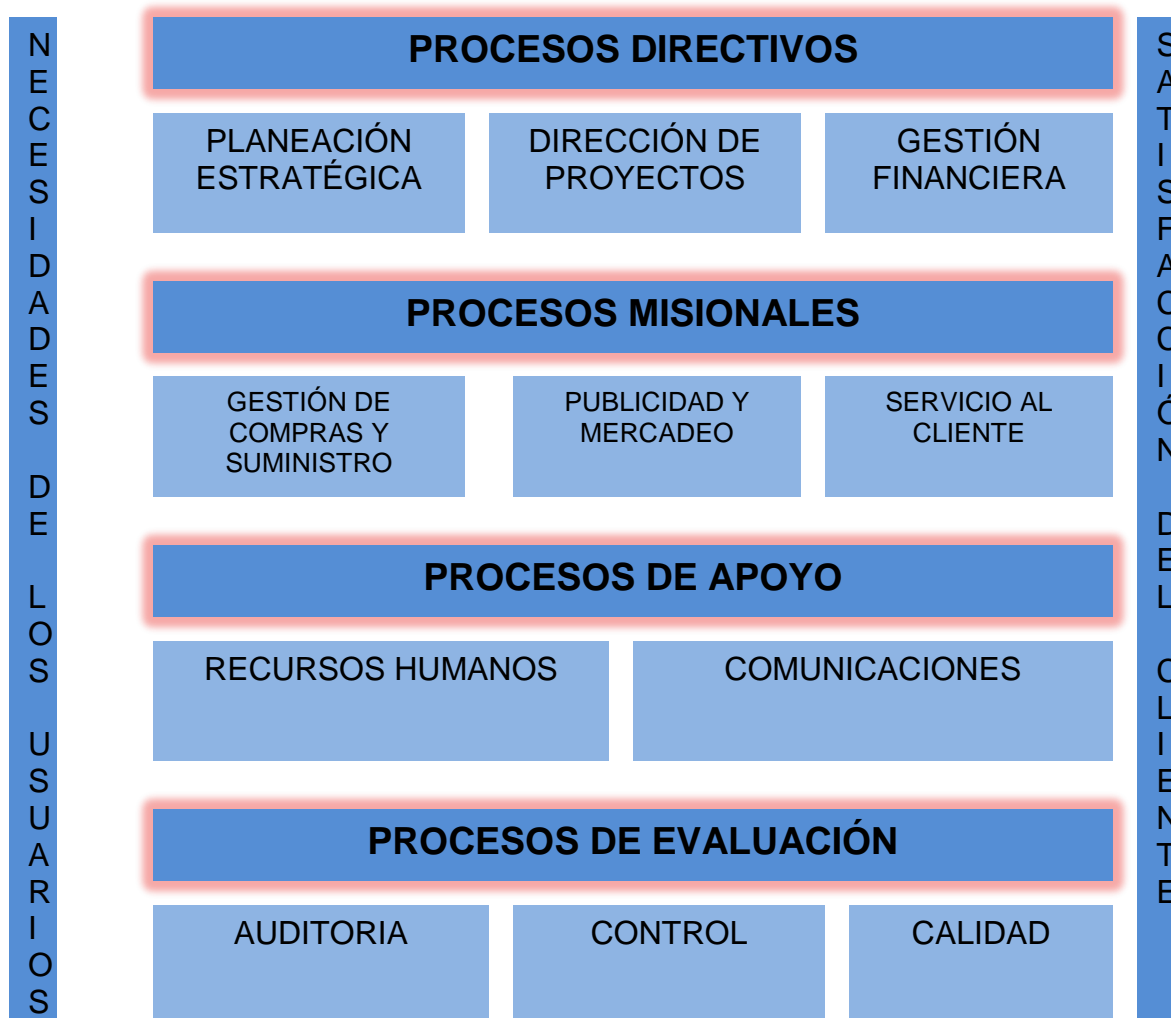 NECESIDADES DE LOS USUARIOS
PROCESOS DIRECTIVOS
PLANEACIÓN
ESTRATÉGICA
DIRECCIÓN DE
PROYECTOS
GESTIÓN
FINANCIERA
PROCESOS MISIONALES
GESTIÓN DE
COMPRAS Y
SUMINISTRO
PUBLICIDAD Y
MERCADEO
SERVICIO AL
CLIENTE
PROCESOS DE APOYO
RECURSOS HUMANOS
COMUNICACIONES
PROCESOS DE EVALUACIÓN
AUDITORIA
CONTROL
CALIDAD
SATISFACCIÓN DEL CLIENTE